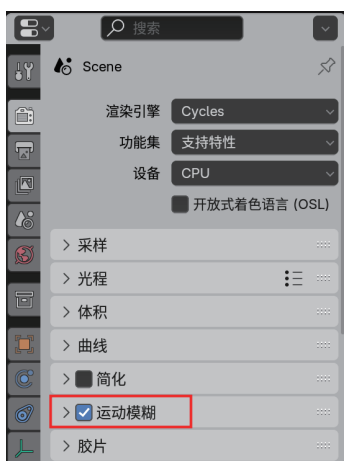 搜索
Scene
渲染引擎 Cycles
功能集 支持特性
设备 CPU
开放式着色语言 (OSL)
采样
光程
体积
曲线
简化
运动模糊
胶片